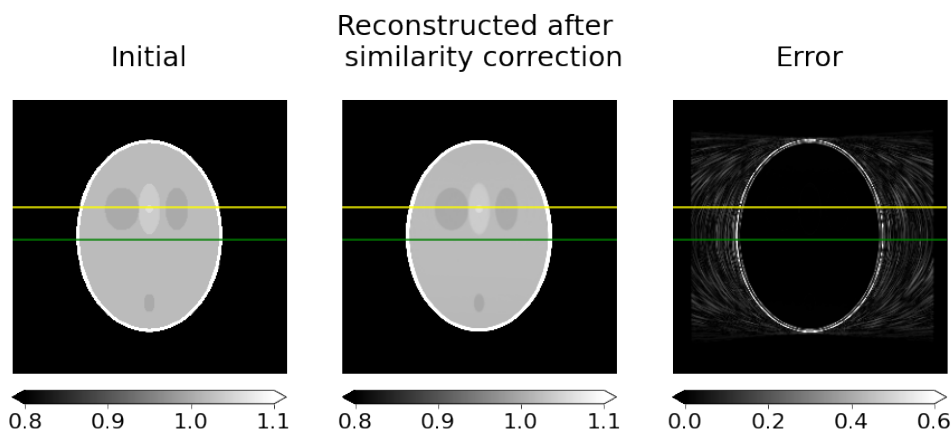 Initial
Reconstructed after
similarity correction
Error
0.8 0.9 1.0 1.1
0.8 0.9 1.0 1.1
0.0 0.2 0.4 0.6